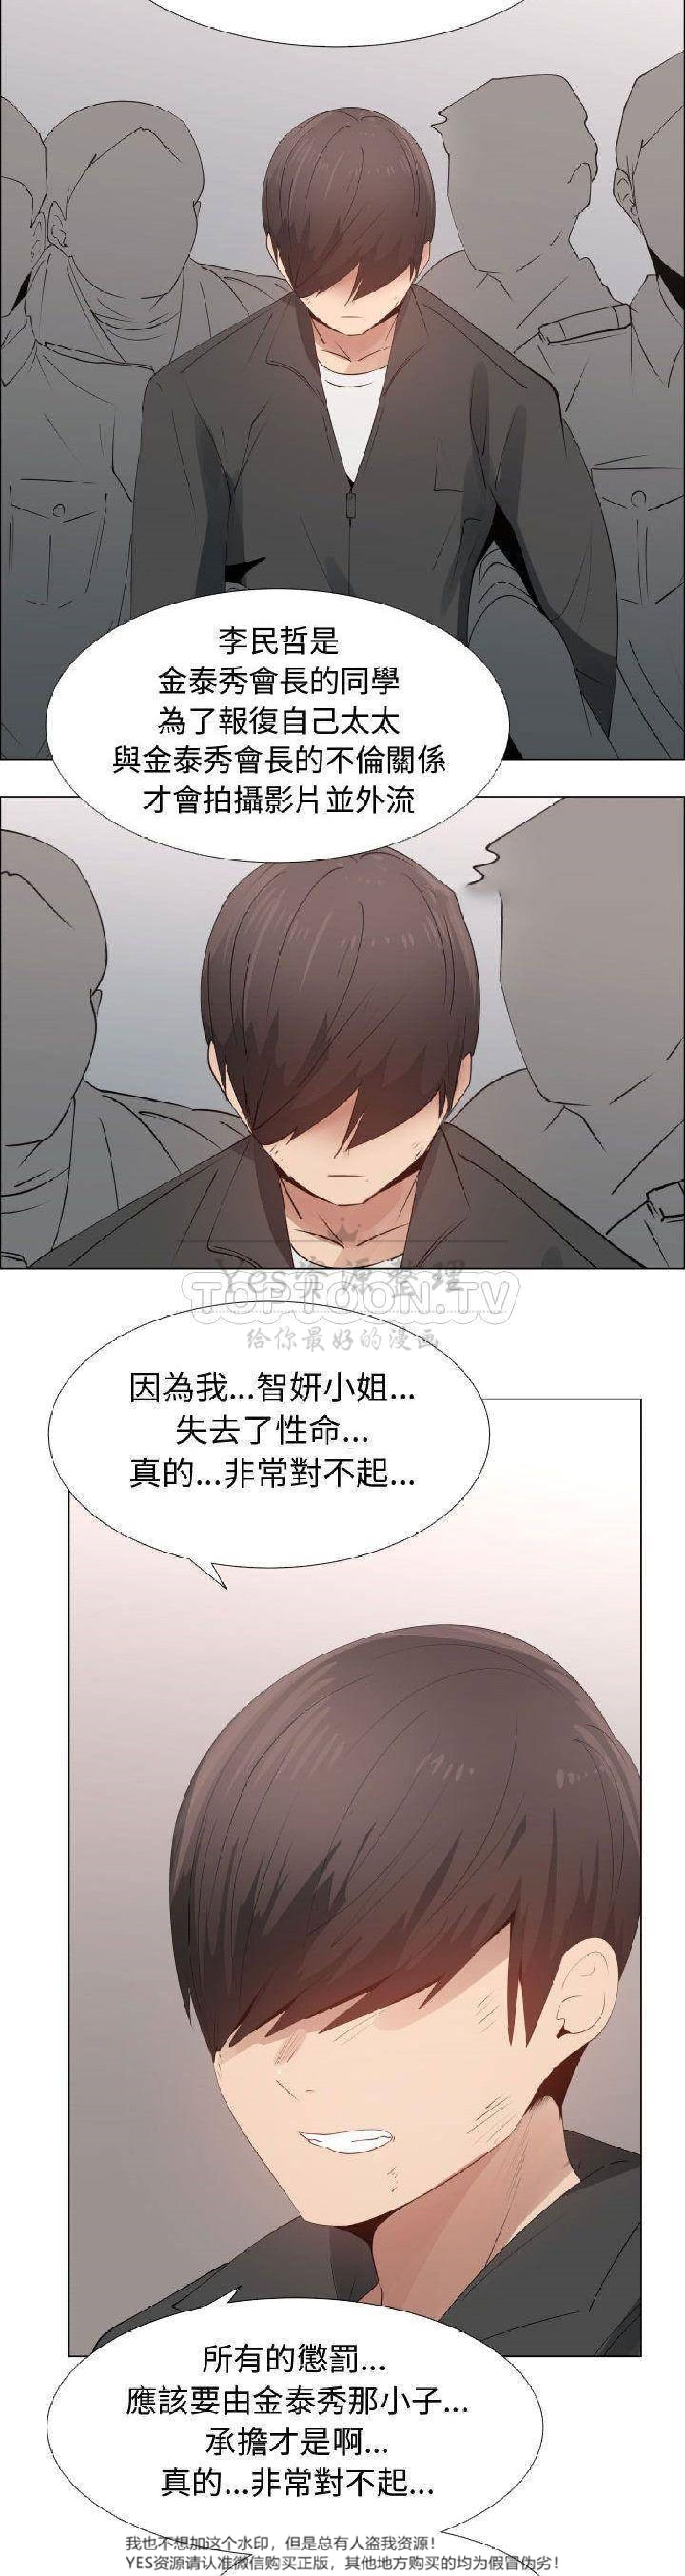 李民哲是
金泰秀會長的同學
為了報復自己太太
與金泰秀會長的不倫關係
才會拍攝影片並外流
Yes资源整理
TOPTOON.TV
给你最好的漫画
因為我...智妍小姐...
失去了性命...
真的...非常對不起...
所有的懲罰...
應該要由金泰秀那小子...
承擔才是啊...
真的...非常對不起...
我也不想加这个水印，但是总有人盗我资源！
YES资源请认准微信购买正版，其他地方购买的均为假冒伪劣！